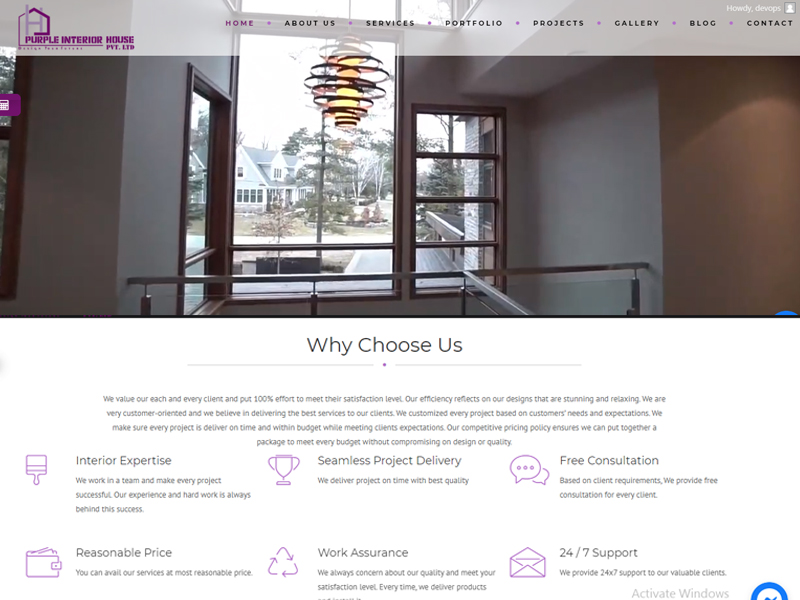 Howdy, devops
HOME ABOUT US SERVICES PORTFOLIO PROJECTS GALLERY BLOG CONTACT
PURPLE INTERIOR HOUSE
PVT. LTD
Why Choose Us
We value our each and every client and put 100% effort to meet their satisfaction level. Our efficiency reflects on our designs that are stunning and relaxing. We are
very customer-oriented and we believe in delivering the best services to our clients. We customized every project based on customers' needs and expectations. We
make sure every project is deliver on time and within budget while meeting clients expectations. Our competitive pricing policy ensures we can put together a
package to meet every budget without compromising on design or quality.
Interior Expertise
We work in a team and make every project
successful. Our experience and hard work is always
behind this success.
Seamless Project Delivery
We deliver project on time with best quality
Free Consultation
Based on client requirements, We provide free
consultation for every client.
Reasonable Price
You can avail our services at most reasonable price.
Work Assurance
We always concern about our quality and meet your
satisfaction level. Every time, we deliver products
24 / 7 Support
We provide 24x7 support to our valuable clients.
Activate Windows